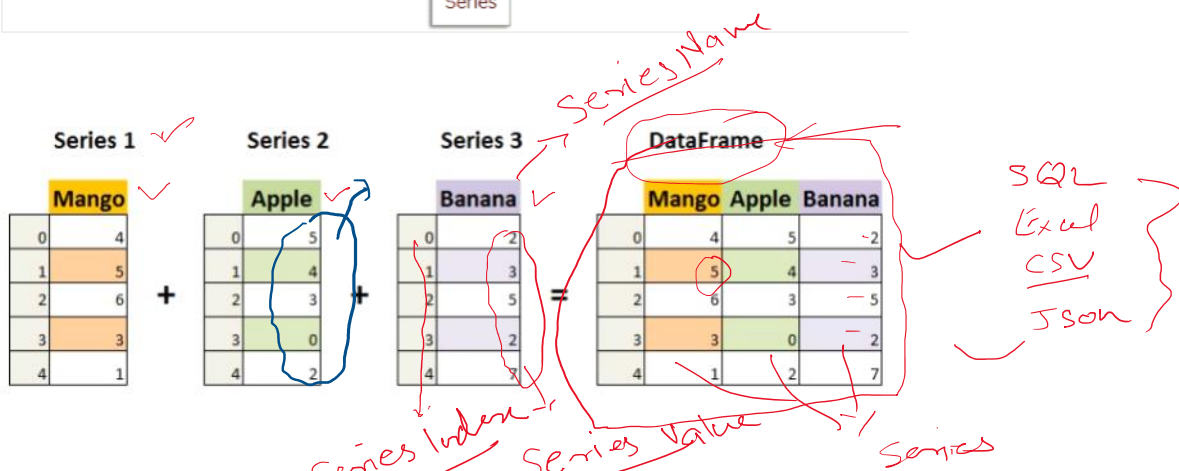 Series
Series Name
Series 1 Series 2 Series 3 DataFrame
Mango Apple Banana Mango Apple Banana
0 4 0 5 0 2 0 4 5 2
1 5 1 4 1 3 1 5 4 3
2 6 + 2 3 + 2 5 = 2 6 3 5
3 3 3 0 3 2 3 3 0 2
4 1 4 2 4 7 4 1 2 7
SQL
Excel
CSV
JSon
Series Index
Series Value
Series